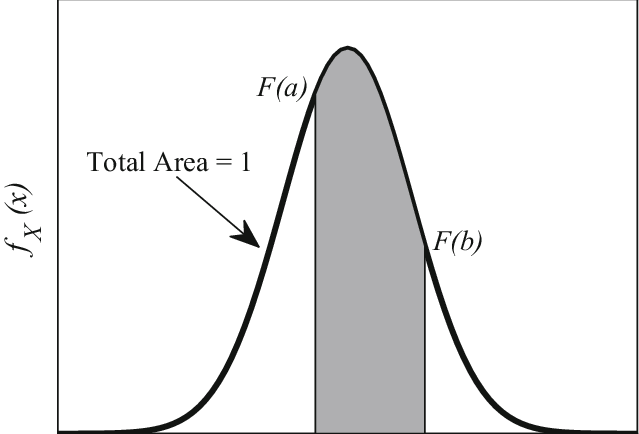 F(a)
Total Area = 1
F(b)
f_X (x)